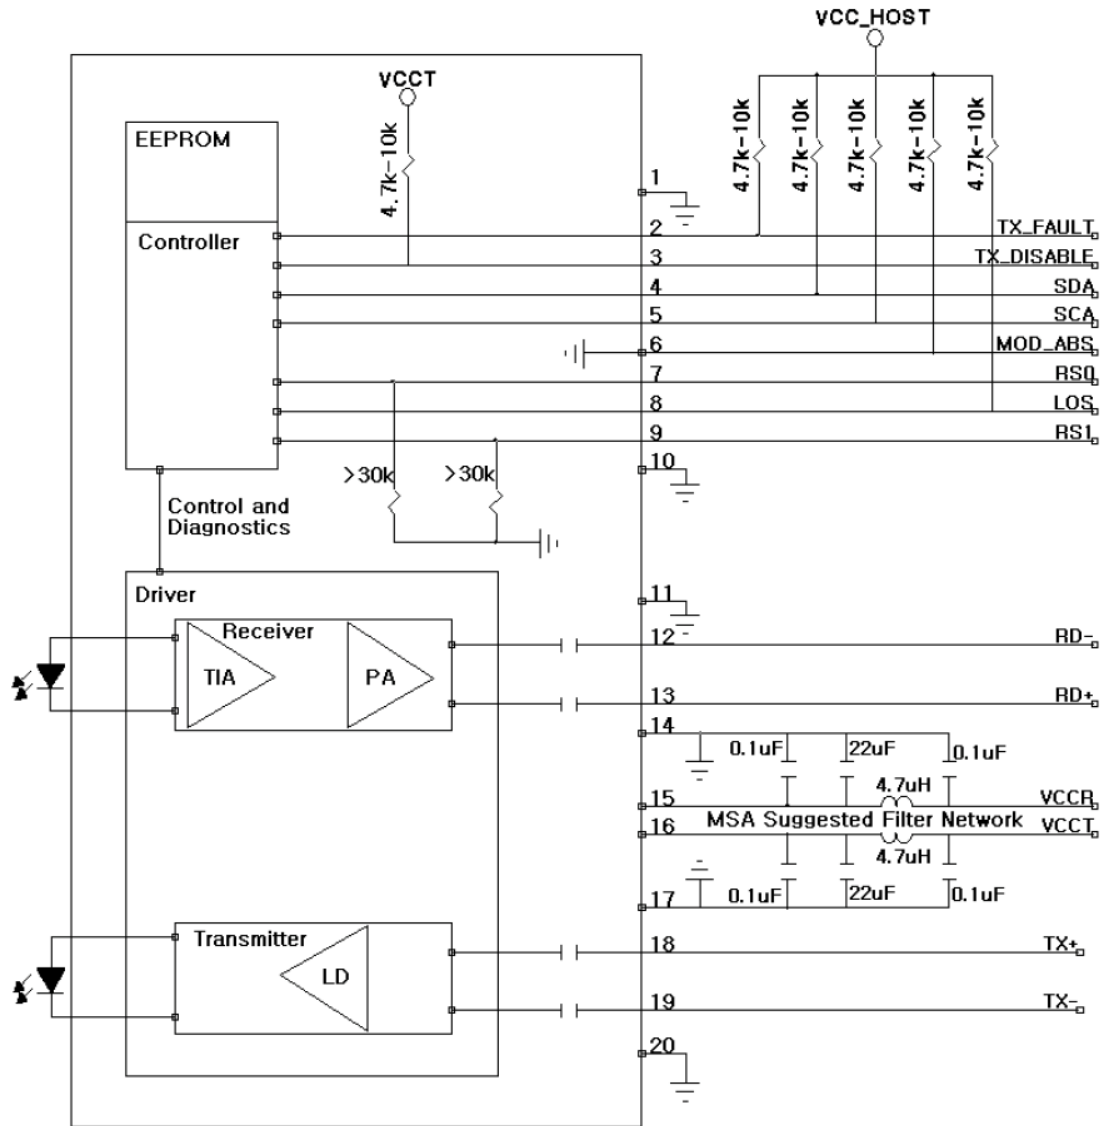 VCC_HOST
VCCT
4.7k-10k
4.7k-10k
4.7k-10k
4.7k-10k
4.7k-10k
4.7k-10k
EEPROM
Controller
1
2
TX_FAULT
3
TX_DISABLE
4
SDA
5
SCA
6
MOD_ABS
7
RS0
8
LOS
9
RS1
10
>30k
>30k
Control and
Diagnostics
Driver
11
Receiver
TIA
PA
12
RD-
13
RD+
14
0.1uF
22uF
0.1uF
4.7uH
15
VCCR
MSA Suggested Filter Network
16
VCCT
4.7uH
0.1uF
22uF
0.1uF
17
Transmitter
LD
18
TX+
19
TX-
20